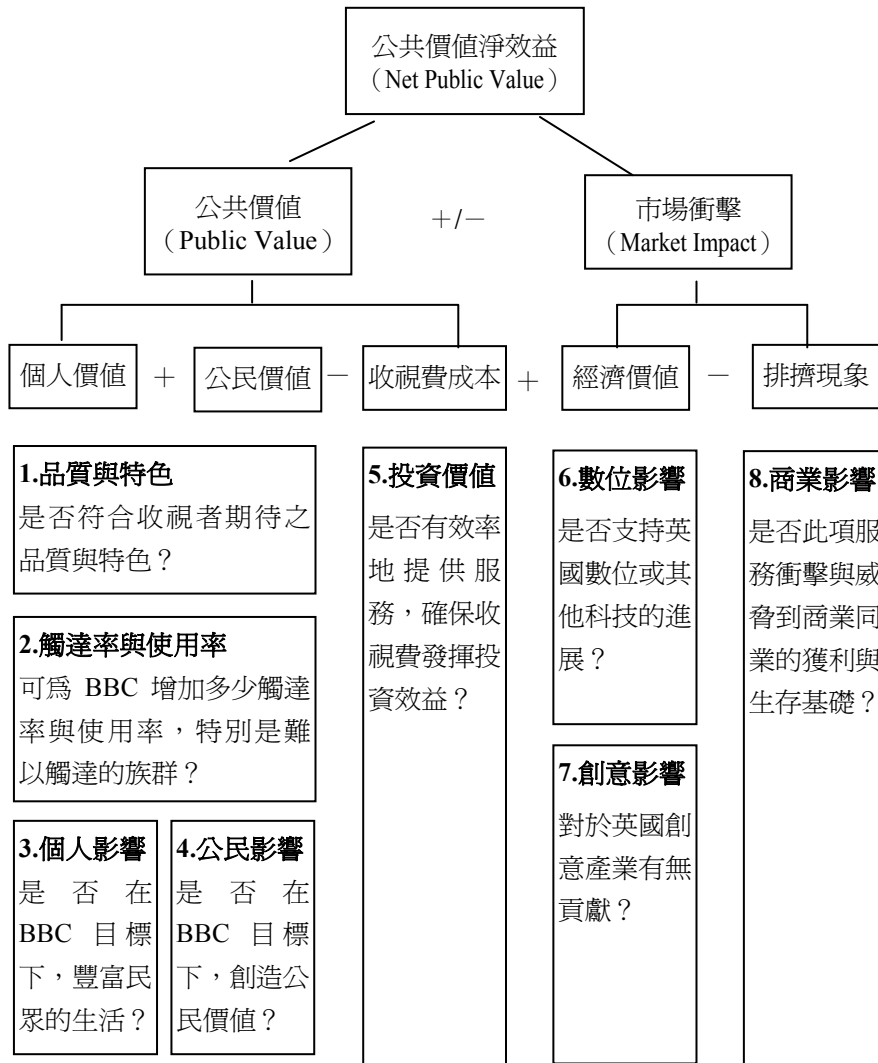 公共價值淨效益
（Net Public Value）
公共價值
（Public Value）
+/−
市場衝擊
（Market Impact）
個人價值 ＋ 公民價值 － 收視費成本 ＋ 經濟價值 － 排擠現象
1.品質與特色
是否符合收視者期待之
品質與特色？
2.觸達率與使用率
可為 BBC 增加多少觸達
率與使用率，特別是難
以觸達的族群？
3.個人影響
是否在
BBC 目標
下，豐富民
眾的生活？
4.公民影響
是否在
BBC 目標
下，創造公
民價值？
5.投資價值
是否有效率
地提供服
務，確保收
視費發揮投
資效益？
6.數位影響
是否支持英
國數位或其
他科技的進
展？
7.創意影響
對於英國創
意產業有無
貢獻？
8.商業影響
是否此項服
務衝擊與威
脅到商業同
業的獲利與
生存基礎？